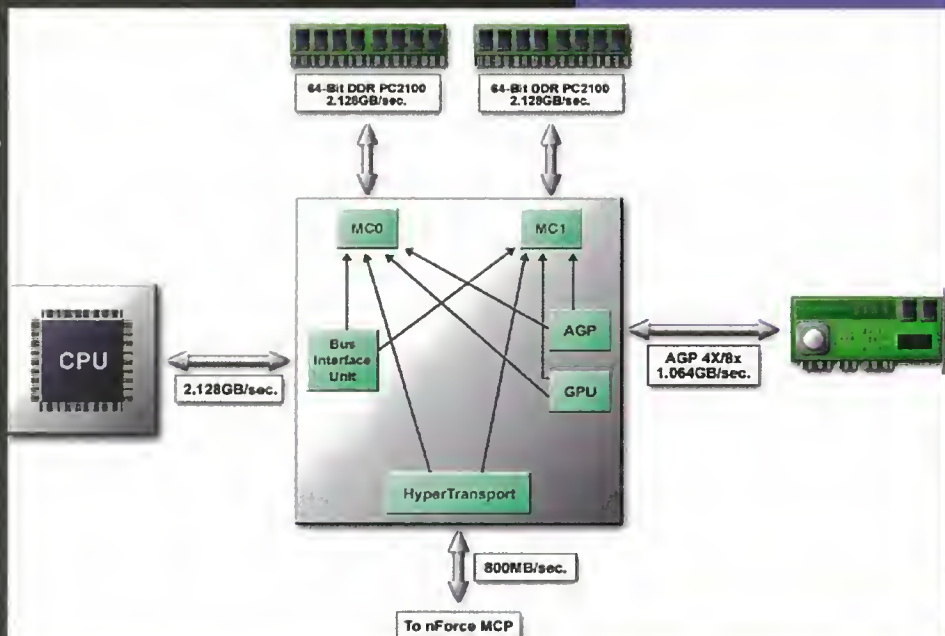 64-Bit DDR PC2100
2.128GB/sec.
64-Bit DDR PC2100
2.128GB/sec.
MC0
MC1
CPU
2.128GB/sec.
Bus
Interface
Unit
AGP
GPU
AGP 4X/8x
1.064GB/sec.
HyperTransport
800MB/sec.
To nForce MCP